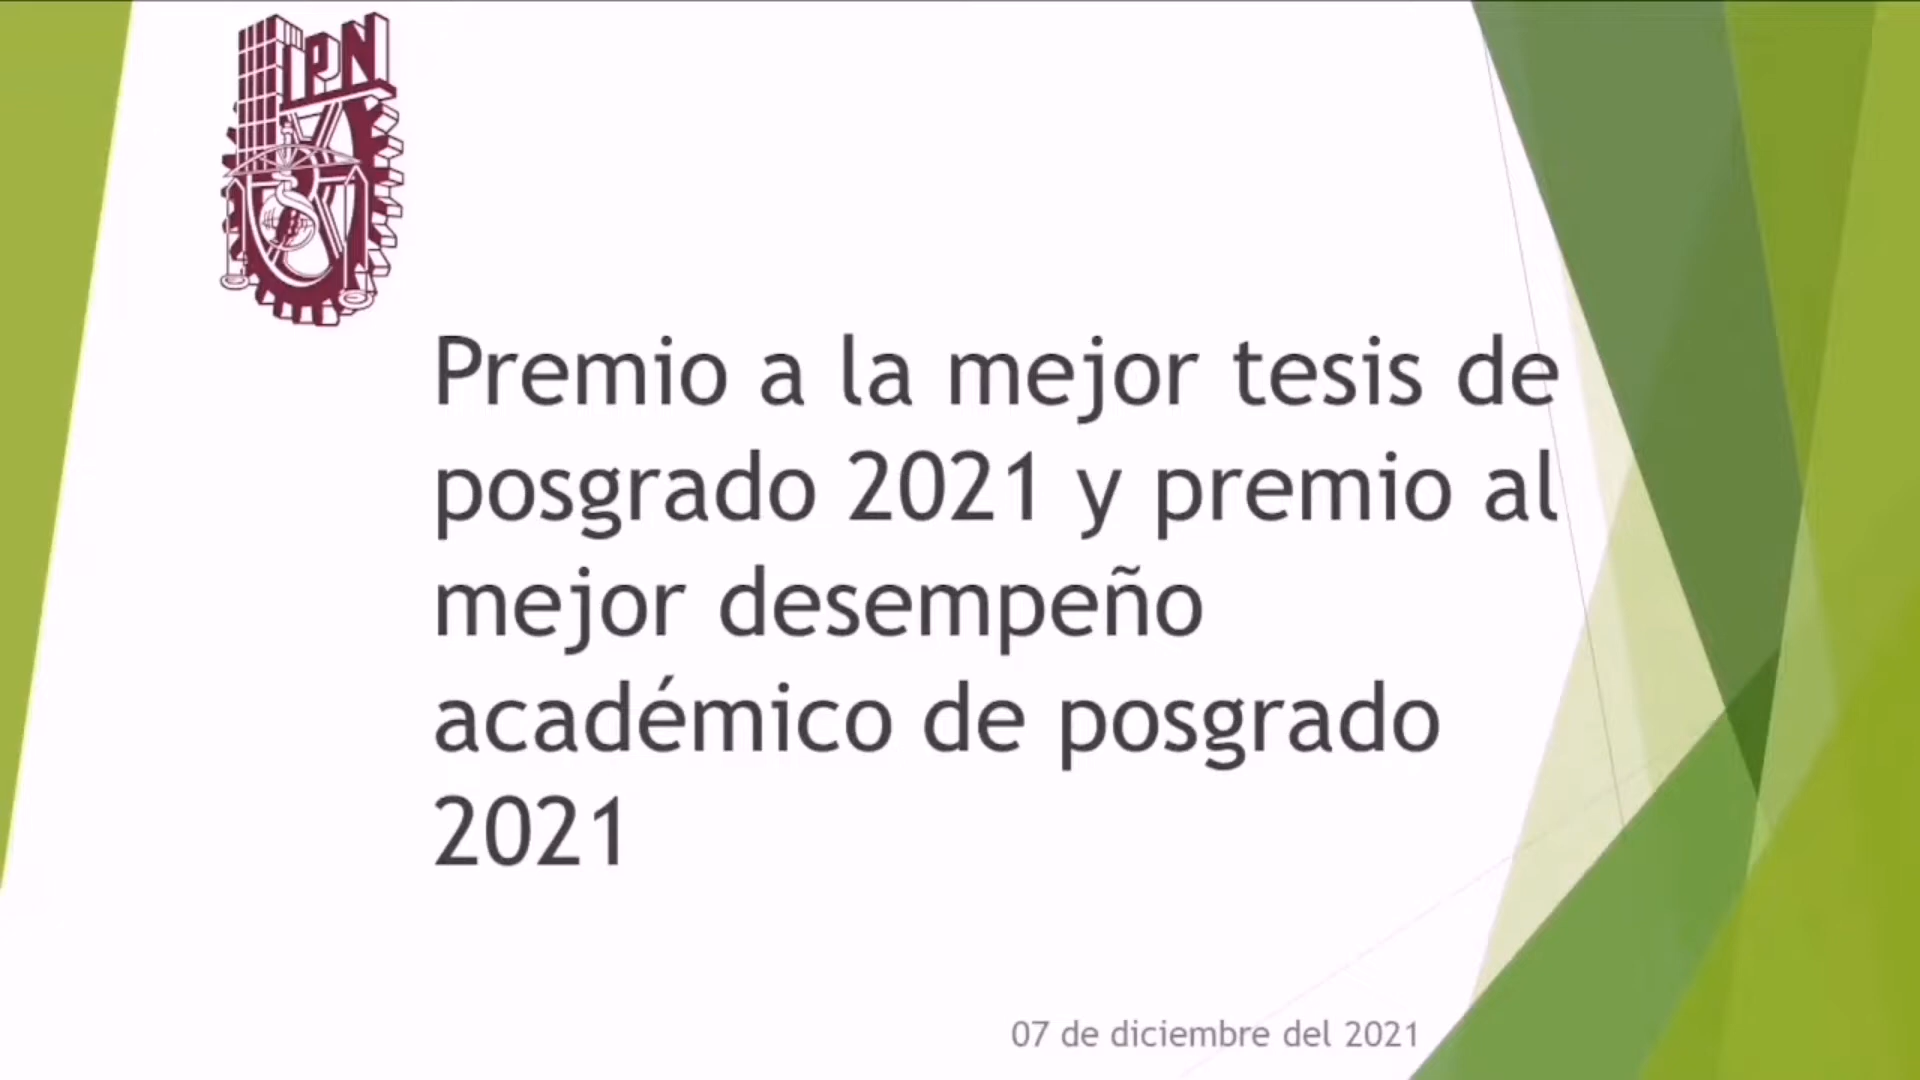 IPN
Premio a la mejor tesis de
posgrado 2021 y premio al
mejor desempeño
académico de posgrado
2021
07 de diciembre del 2021